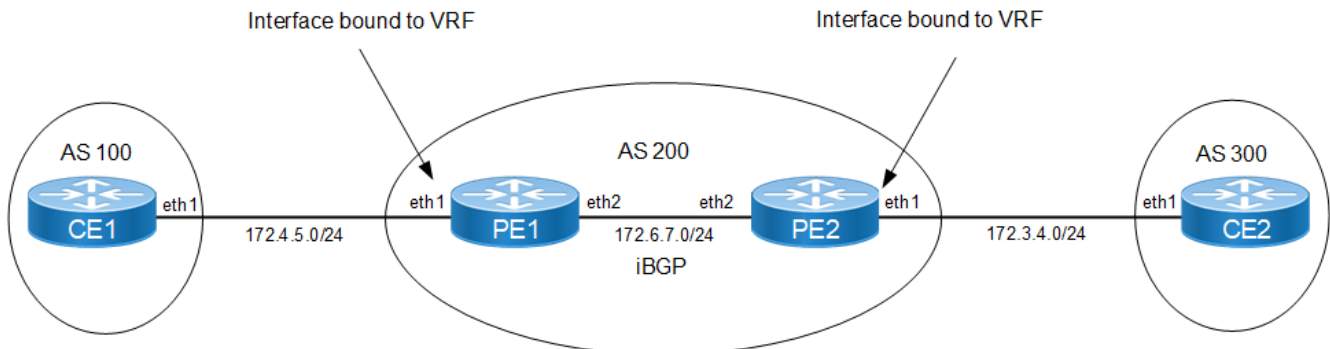 Interface bound to VRF
Interface bound to VRF
AS 100
AS 200
AS 300
eth1
eth1
eth2
eth2
eth1
eth1
CE1
PE1
PE2
CE2
172.4.5.0/24
172.6.7.0/24
172.3.4.0/24
iBGP